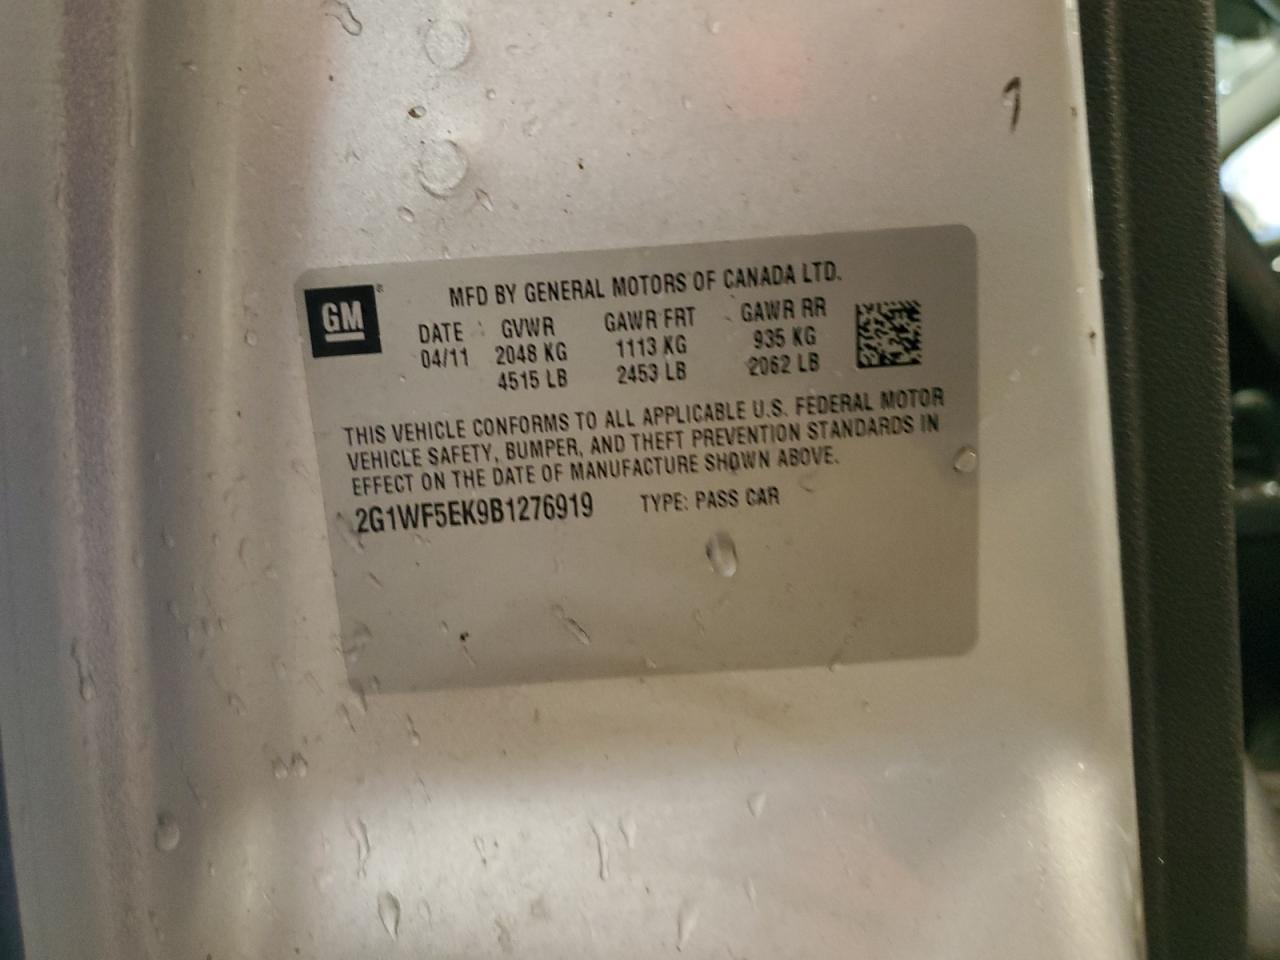 GM®
MFD BY GENERAL MOTORS OF CANADA LTD.
DATE GVWR GAWR FRT GAWR RR
04/11 2048 KG 1113 KG 935 KG
4515 LB 2453 LB 2062 LB
THIS VEHICLE CONFORMS TO ALL APPLICABLE U.S. FEDERAL MOTOR
VEHICLE SAFETY, BUMPER, AND THEFT PREVENTION STANDARDS IN
EFFECT ON THE DATE OF MANUFACTURE SHOWN ABOVE.
2G1WF5EK9B1276919 TYPE: PASS CAR